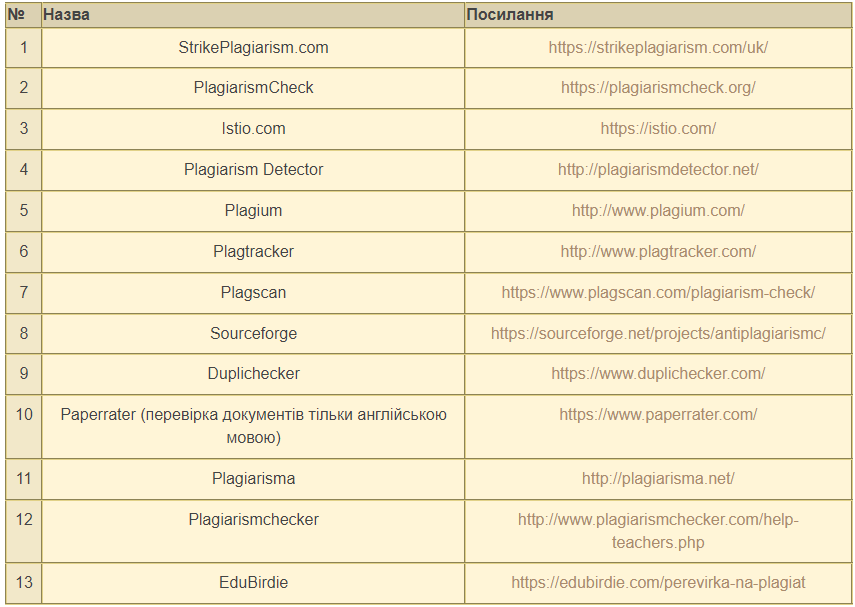 № Назва Посилання
1 StrikePlagiarism.com https://strikeplagiarism.com/uk/
2 PlagiarismCheck https://plagiarismcheck.org/
3 Istio.com https://istio.com/
4 Plagiarism Detector http://plagiarismdetector.net/
5 Plagium http://www.plagium.com/
6 Plagtracker http://www.plagtracker.com/
7 Plagscan https://www.plagscan.com/plagiarism-check/
8 Sourceforge https://sourceforge.net/projects/antiplagiarismc/
9 Duplichecker https://www.duplichecker.com/
10 Paperrater (перевірка документів тільки англійською https://www.paperrater.com/
мовою)
11 Plagiarisma http://plagiarisma.net/
12 Plagiarismchecker http://www.plagiarismchecker.com/help-
teachers.php
13 EduBirdie https://edubirdie.com/perevirka-na-plagiat